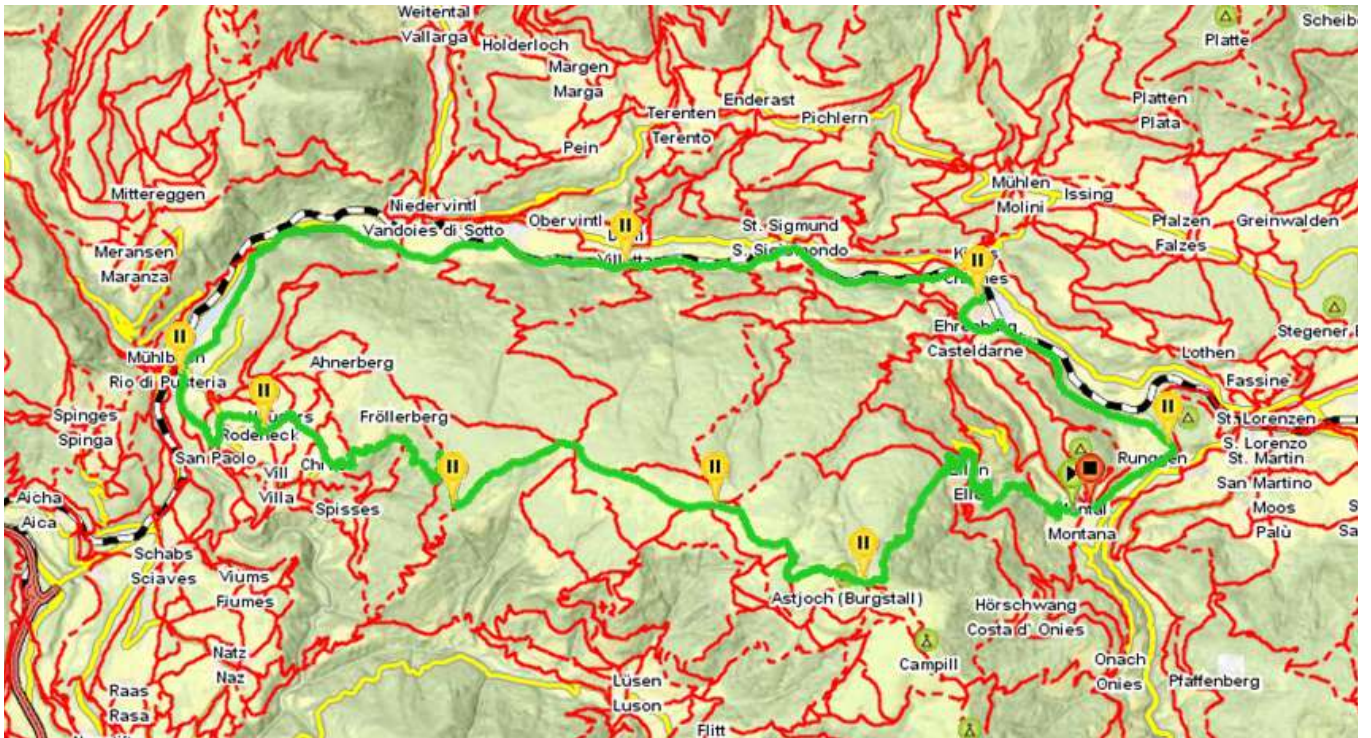 Weitental
Vallarga
Holderloch
Margen
Marga
Platte
Terenten
Terento
Enderast
Pichlern
Platten
Plata
Pein
Mittereggen
Niedervintl
Vandoies di Sotto
Obervintl
St. Sigmund
S. Sigismondo
Mühlen
Molini
Issing
Pfalzen
Falzes
Greinwalden
Meransen
Maranza
Ehrenburg
Casteldarne
Stegener
Lothen
Fassine
Rio di Pusteria
Ahnerberg
Spinges
Spinga
Fröllerberg
Rodeneck
San Paolo
Vill
Villa
Spisses
St. Lorenzen
S. Lorenzo
St. Martin
San Martino
Moos
Palù
Montana
Aicha
Aica
Schabs
Sciaves
Viums
Fiumes
Astjoch (Burgstall)
Hörschwang
Costa d' Onies
Natz
Naz
Campill
Onach
Onies
Pfaffenberg
Raas
Rasa
Lüsen
Luson
Flitt